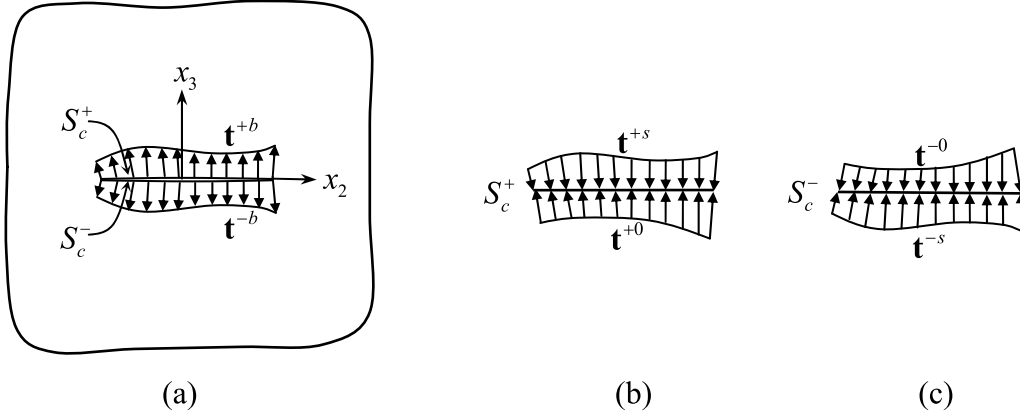 x₃
S_c⁺
t⁺ᵇ
x₂
t⁻ᵇ
S_c⁻
(a)
t⁺ˢ
S_c⁺
t⁺⁰
(b)
t⁻⁰
S_c⁻
t⁻ˢ
(c)